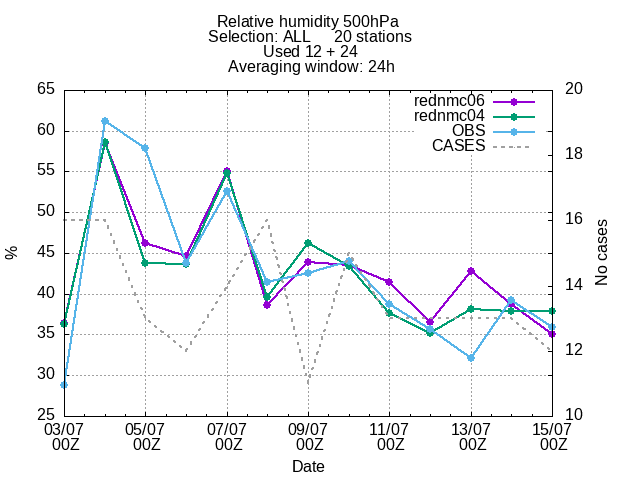 Relative humidity 500hPa
Selection: ALL 20 stations
Used 12 + 24
Averaging window: 24h
rednmc06
rednmc04
OBS
CASES
65
60
55
50
45
40
35
30
25
%
20
18
16
14
12
10
No cases
03/07 05/07 07/07 09/07 11/07 13/07 15/07
00Z 00Z 00Z 00Z 00Z 00Z 00Z
Date